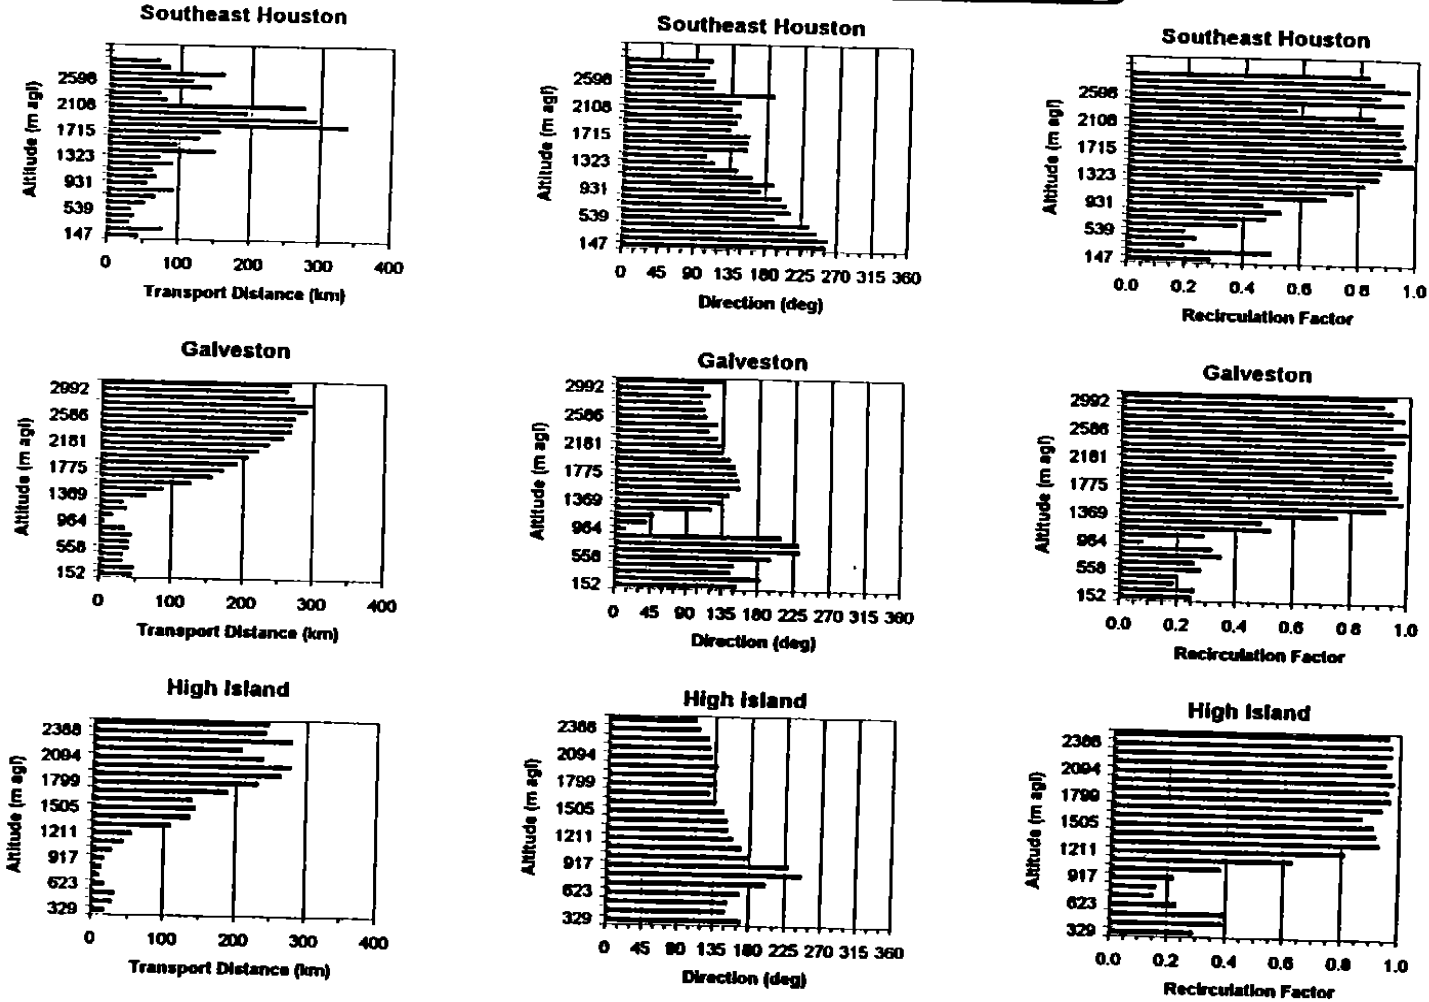 Southeast Houston
Altitude (m agl)
2596
2108
1715
1323
931
539
147
0 100 200 300 400
Transport Distance (km)
Southeast Houston
Altitude (m agl)
2596
2108
1715
1323
931
539
147
0 45 90 135 180 225 270 315 360
Direction (deg)
Southeast Houston
Altitude (m agl)
2596
2108
1715
1323
931
539
147
0.0 0.2 0.4 0.6 0.8 1.0
Recirculation Factor
Galveston
Altitude (m agl)
2992
2586
2181
1775
1369
964
558
152
0 100 200 300 400
Transport Distance (km)
Galveston
Altitude (m agl)
2992
2586
2181
1775
1369
964
558
152
0 45 90 135 180 225 270 315 360
Direction (deg)
Galveston
Altitude (m agl)
2992
2586
2181
1775
1369
964
558
152
0.0 0.2 0.4 0.6 0.8 1.0
Recirculation Factor
High Island
Altitude (m agl)
2388
2094
1799
1505
1211
917
623
329
0 100 200 300 400
Transport Distance (km)
High Island
Altitude (m agl)
2388
2094
1799
1505
1211
917
623
329
0 45 90 135 180 225 270 315 360
Direction (deg)
High Island
Altitude (m agl)
2388
2094
1799
1505
1211
917
623
329
0.0 0.2 0.4 0.6 0.8 1.0
Recirculation Factor